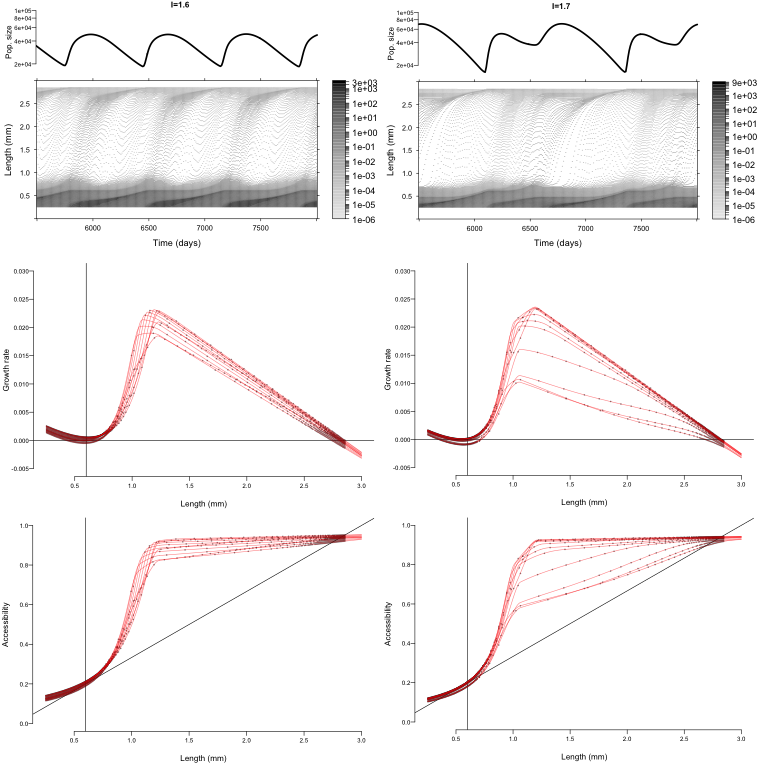 I=1.6
Pop. size
1e+05
8e+04
6e+04
4e+04
2e+04
Length (mm)
2.5
2.0
1.5
1.0
0.5
3e+03
1e+03
1e+02
1e+01
1e+00
1e-01
1e-02
1e-03
1e-04
1e-05
1e-06
6000
6500
7000
7500
Time (days)
I=1.7
Pop. size
1e+05
8e+04
6e+04
4e+04
2e+04
Length (mm)
2.5
2.0
1.5
1.0
0.5
9e+03
1e+03
1e+02
1e+01
1e+00
1e-01
1e-02
1e-03
1e-04
1e-05
1e-06
6000
6500
7000
7500
Time (days)
Growth rate
0.030
0.025
0.020
0.015
0.010
0.005
0.000
-0.005
0.5
1.0
1.5
2.0
2.5
3.0
Length (mm)
Growth rate
0.030
0.025
0.020
0.015
0.010
0.005
0.000
-0.005
0.5
1.0
1.5
2.0
2.5
3.0
Length (mm)
Accessibility
1.0
0.8
0.6
0.4
0.2
0.0
0.5
1.0
1.5
2.0
2.5
3.0
Length (mm)
Accessibility
1.0
0.8
0.6
0.4
0.2
0.0
0.5
1.0
1.5
2.0
2.5
3.0
Length (mm)